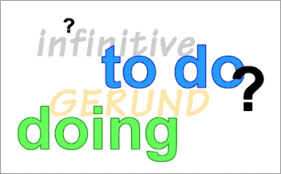 ?
infinitive
to do
?
GERUND
doing